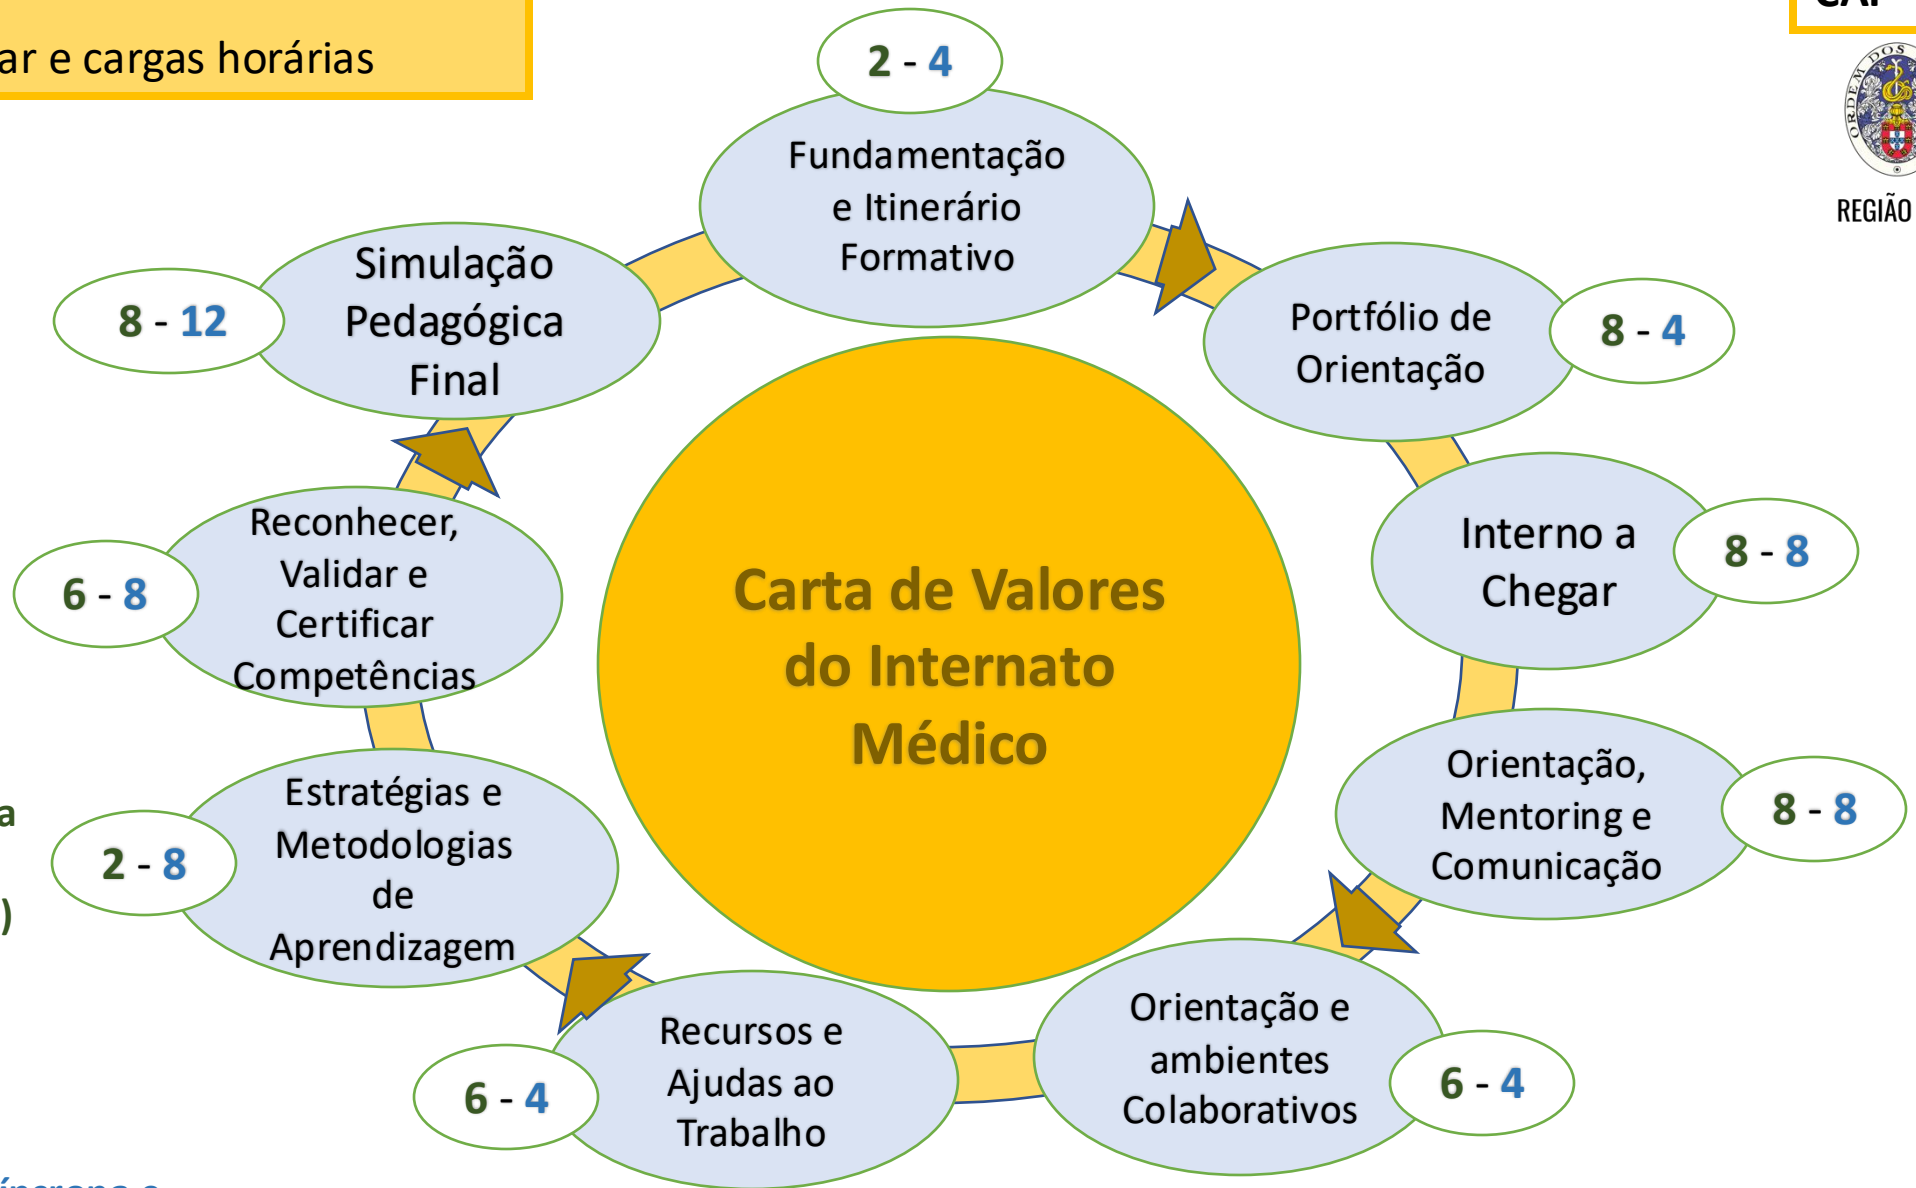 ar e cargas horárias
ORDEM DOS
REGIÃO
2 - 4
Fundamentação
e Itinerário
Formativo
Portfólio de
Orientação
8 - 4
Interno a
Chegar
8 - 8
Orientação,
Mentoring e
Comunicação
8 - 8
Orientação e
ambientes
Colaborativos
6 - 4
Recursos e
Ajudas ao
Trabalho
6 - 4
Estratégias e
Metodologias
de
Aprendizagem
2 - 8
Reconhecer,
Validar e
Certificar
Competências
6 - 8
Simulação
Pedagógica
Final
8 - 12
Carta de Valores
do Internato
Médico
a
)